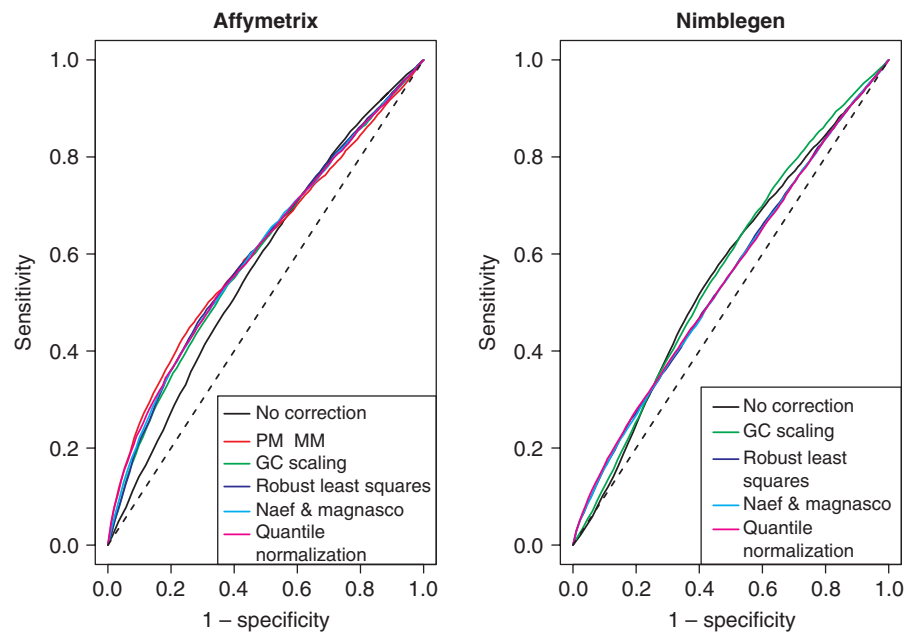 Affymetrix
1.0
0.8
0.6
0.4
0.2
0.0
Sensitivity
No correction
PM MM
GC scaling
Robust least squares
Naef & magnasco
Quantile
normalization
0.0 0.2 0.4 0.6 0.8 1.0
1 – specificity
Nimblegen
1.0
0.8
0.6
0.4
0.2
0.0
Sensitivity
No correction
GC scaling
Robust least
squares
Naef & magnasco
Quantile
normalization
0.0 0.2 0.4 0.6 0.8 1.0
1 – specificity